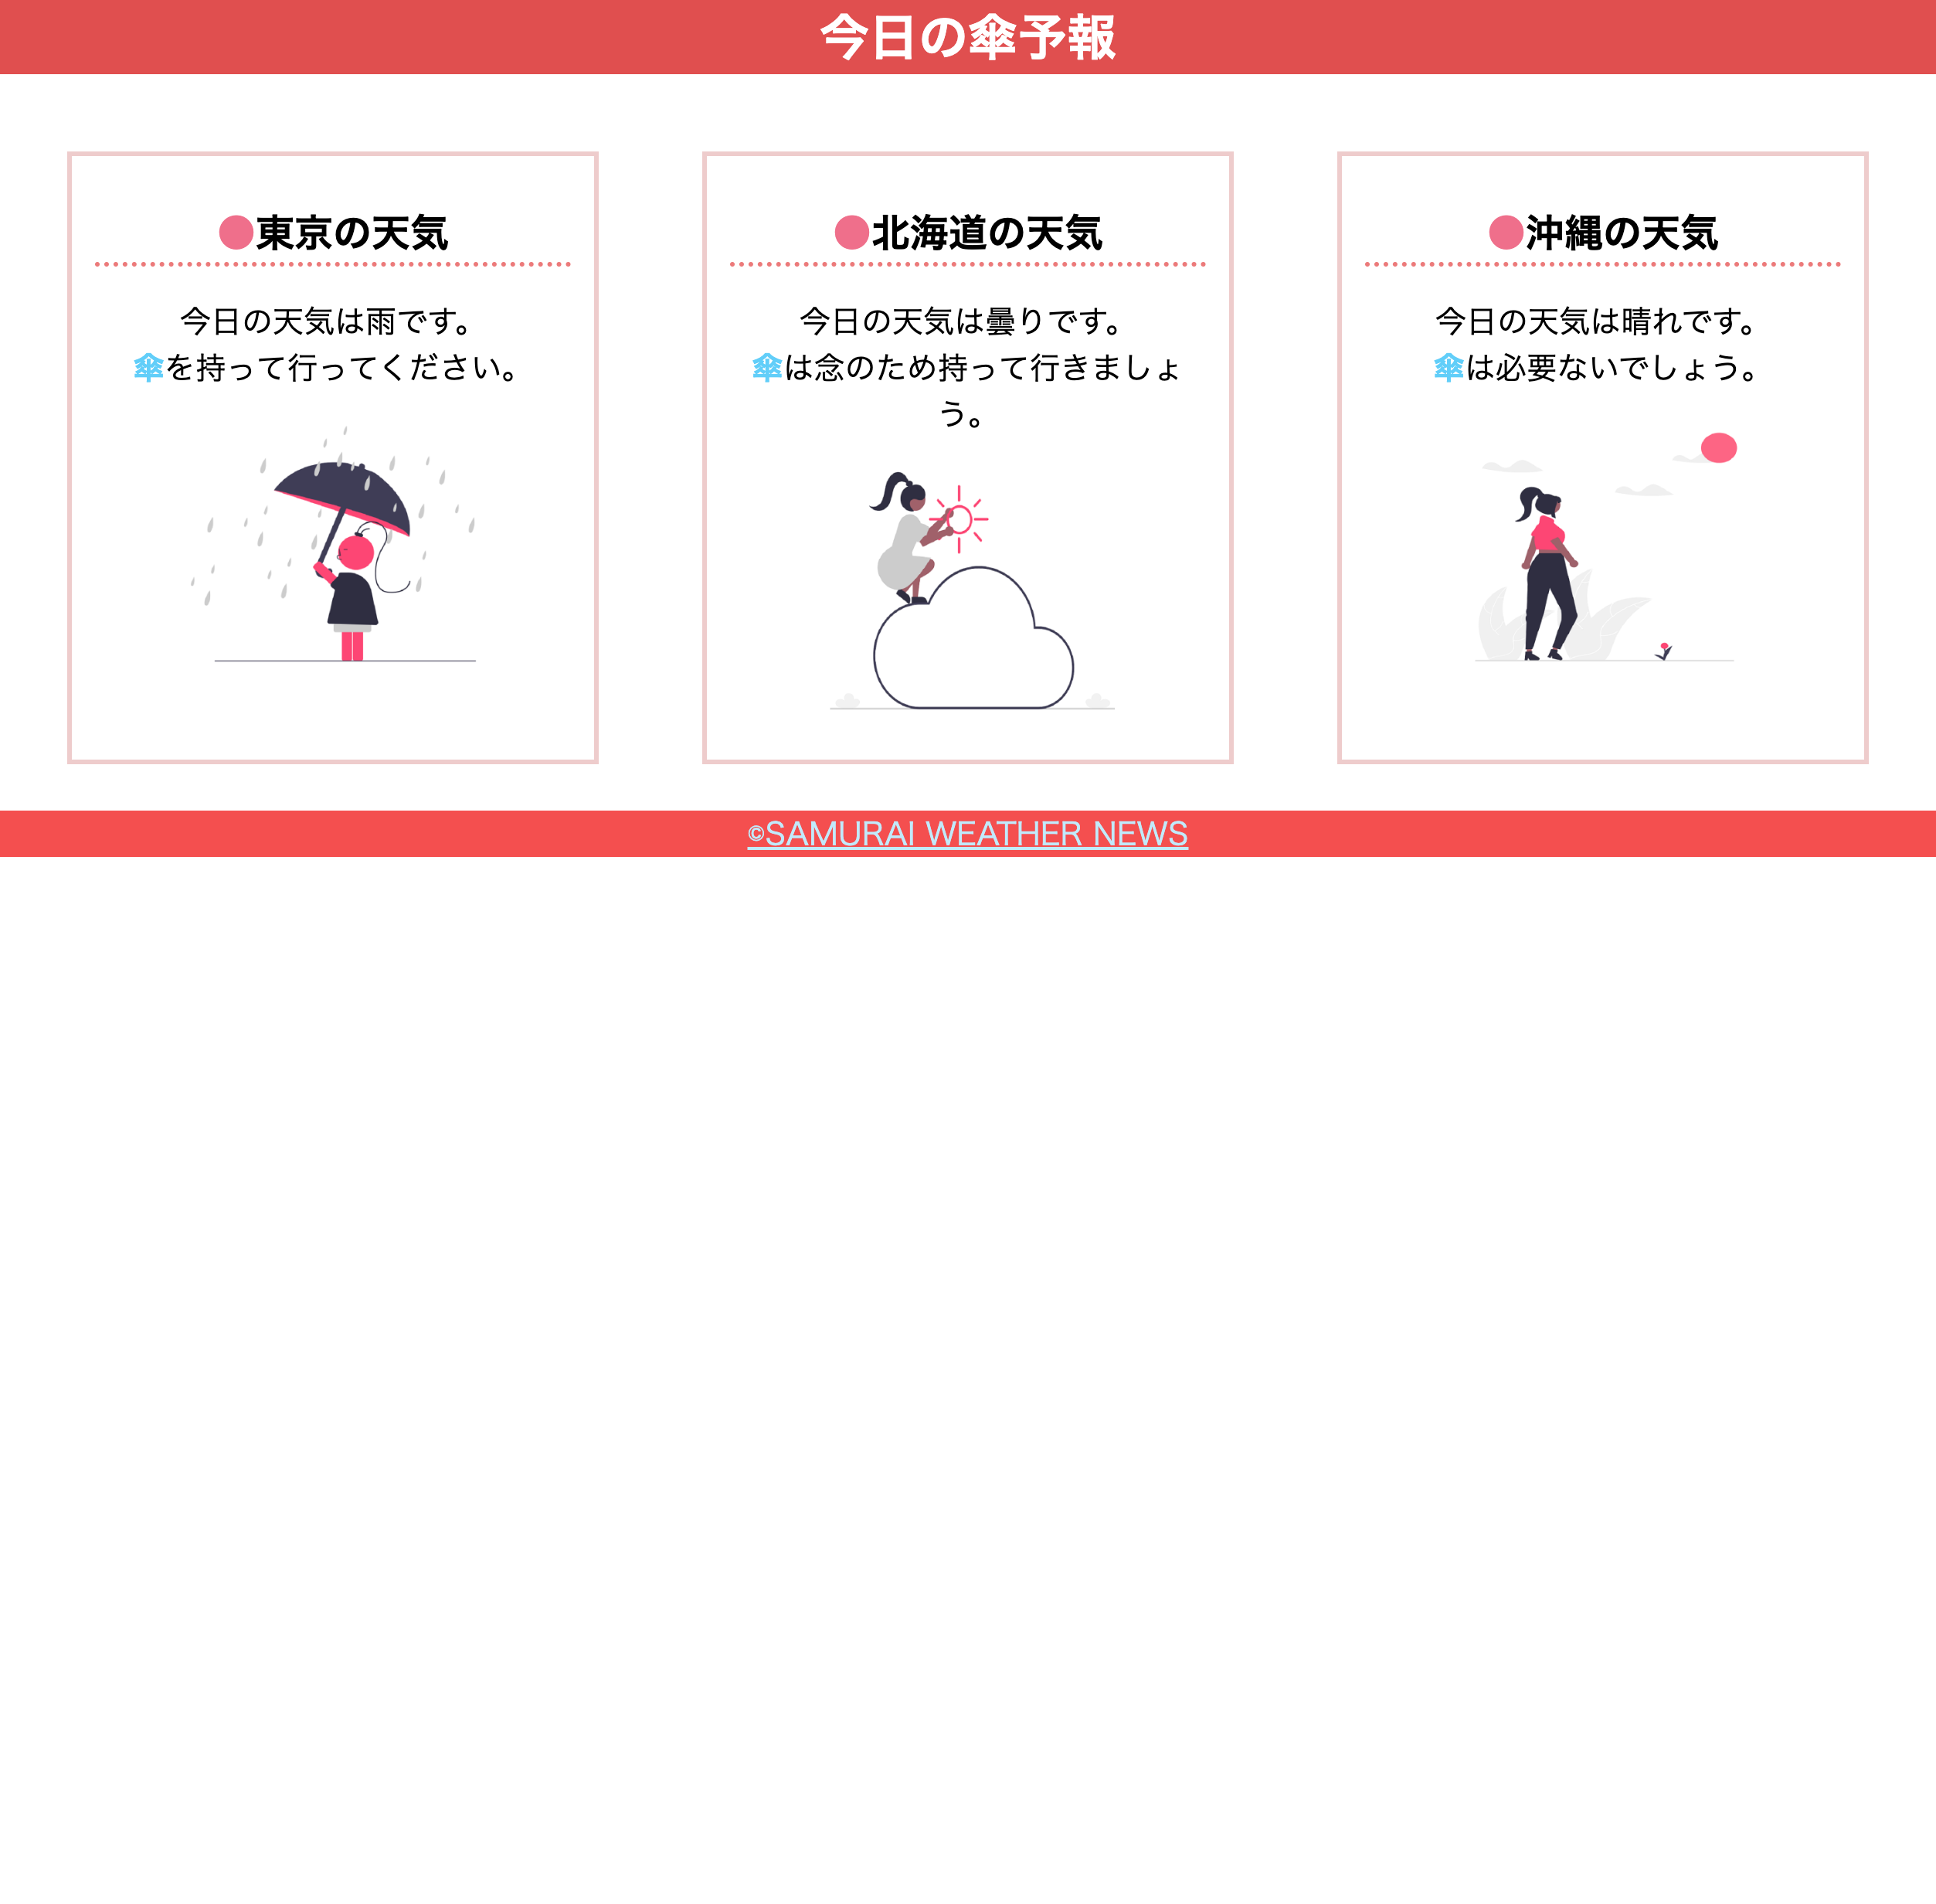 今日の傘予報
●東京の天気
今日の天気は雨です。
傘を持って行ってください。
●北海道の天気
今日の天気は曇りです。
傘は念のため持って行きましょ
う。
●沖縄の天気
今日の天気は晴れです。
傘は必要ないでしょう。
©SAMURAI WEATHER NEWS